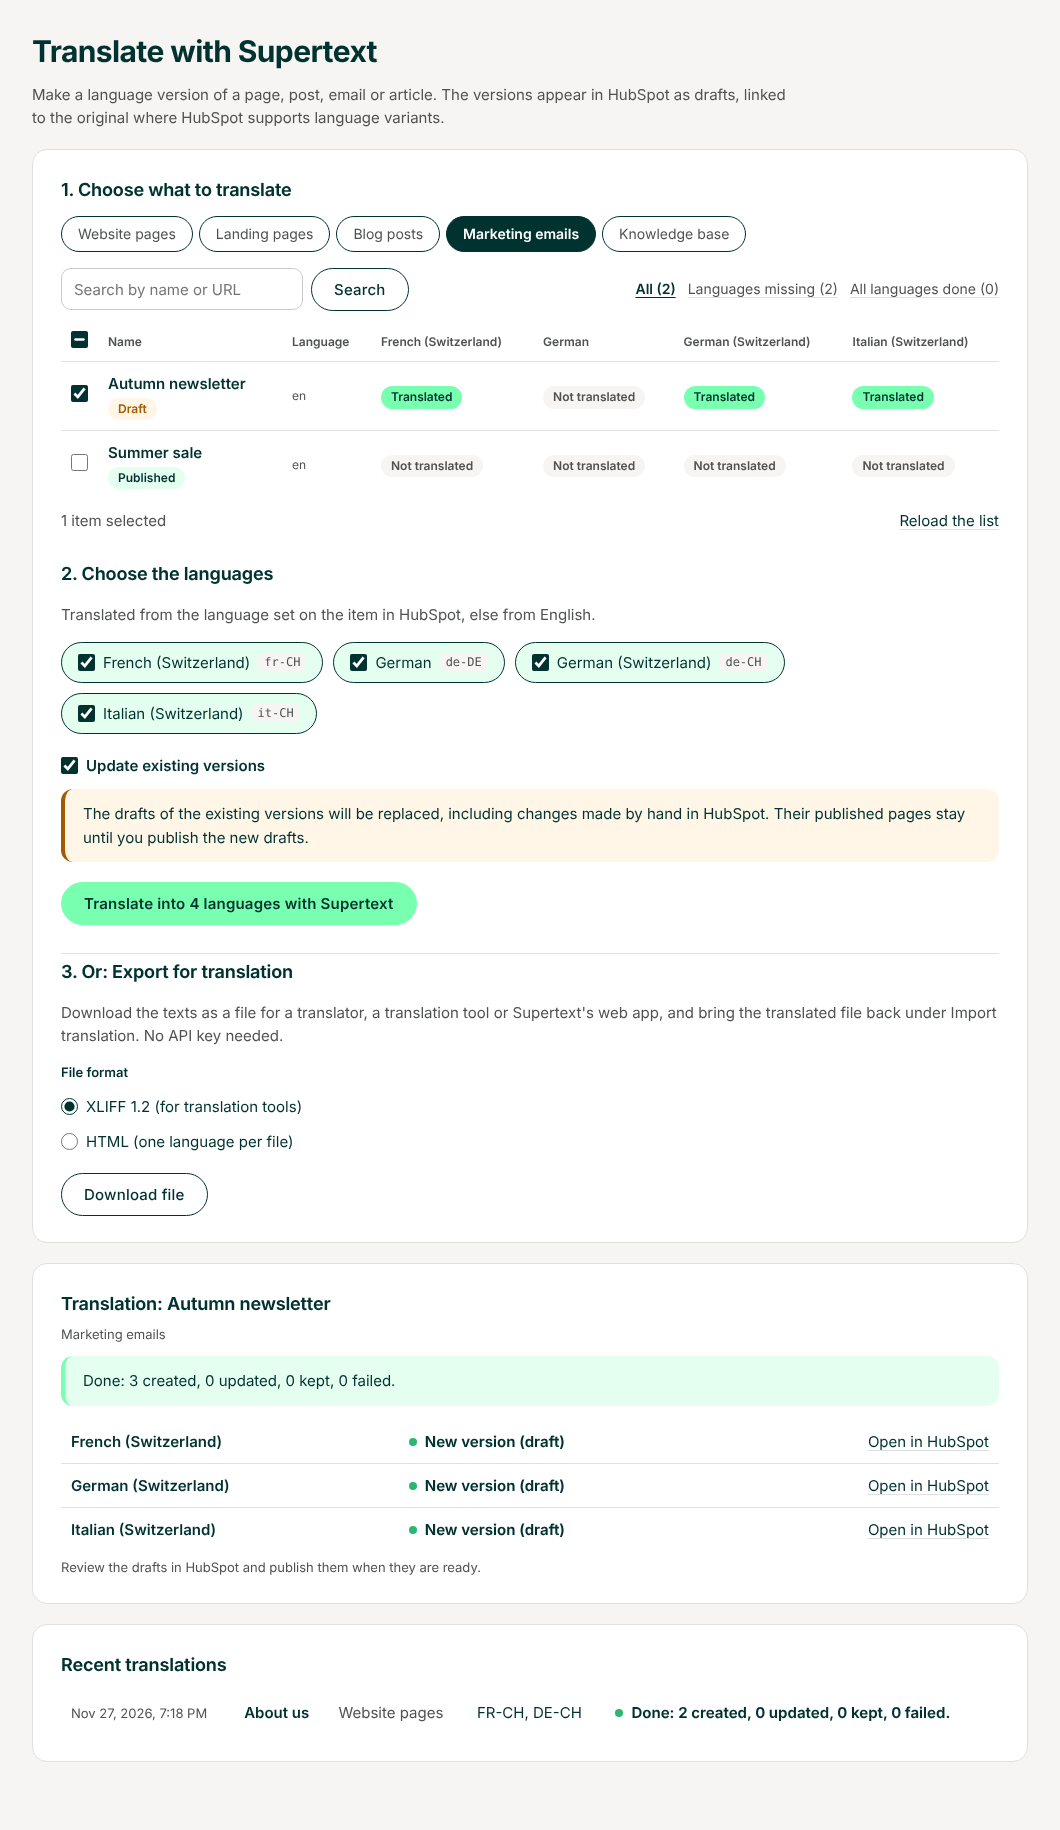 Translate with Supertext
Make a language version of a page, post, email or article. The versions appear in HubSpot as drafts, linked
to the original where HubSpot supports language variants.
1. Choose what to translate
Website pages
Landing pages
Blog posts
Marketing emails
Knowledge base
Search by name or URL
Search
All (2)
Languages missing (2)
All languages done (0)
Name
Language
French (Switzerland)
German
German (Switzerland)
Italian (Switzerland)
Autumn newsletter
Draft
en
Translated
Not translated
Translated
Translated
Summer sale
Published
en
Not translated
Not translated
Not translated
Not translated
1 item selected
Reload the list
2. Choose the languages
Translated from the language set on the item in HubSpot, else from English.
French (Switzerland) fr-CH
German de-DE
German (Switzerland) de-CH
Italian (Switzerland) it-CH
Update existing versions
The drafts of the existing versions will be replaced, including changes made by hand in HubSpot. Their published pages stay
until you publish the new drafts.
Translate into 4 languages with Supertext
3. Or: Export for translation
Download the texts as a file for a translator, a translation tool or Supertext's web app, and bring the translated file back under Import
translation. No API key needed.
File format
XLIFF 1.2 (for translation tools)
HTML (one language per file)
Download file
Translation: Autumn newsletter
Marketing emails
Done: 3 created, 0 updated, 0 kept, 0 failed.
French (Switzerland)
New version (draft)
Open in HubSpot
German (Switzerland)
New version (draft)
Open in HubSpot
Italian (Switzerland)
New version (draft)
Open in HubSpot
Review the drafts in HubSpot and publish them when they are ready.
Recent translations
Nov 27, 2026, 7:18 PM
About us
Website pages
FR-CH, DE-CH
Done: 2 created, 0 updated, 0 kept, 0 failed.